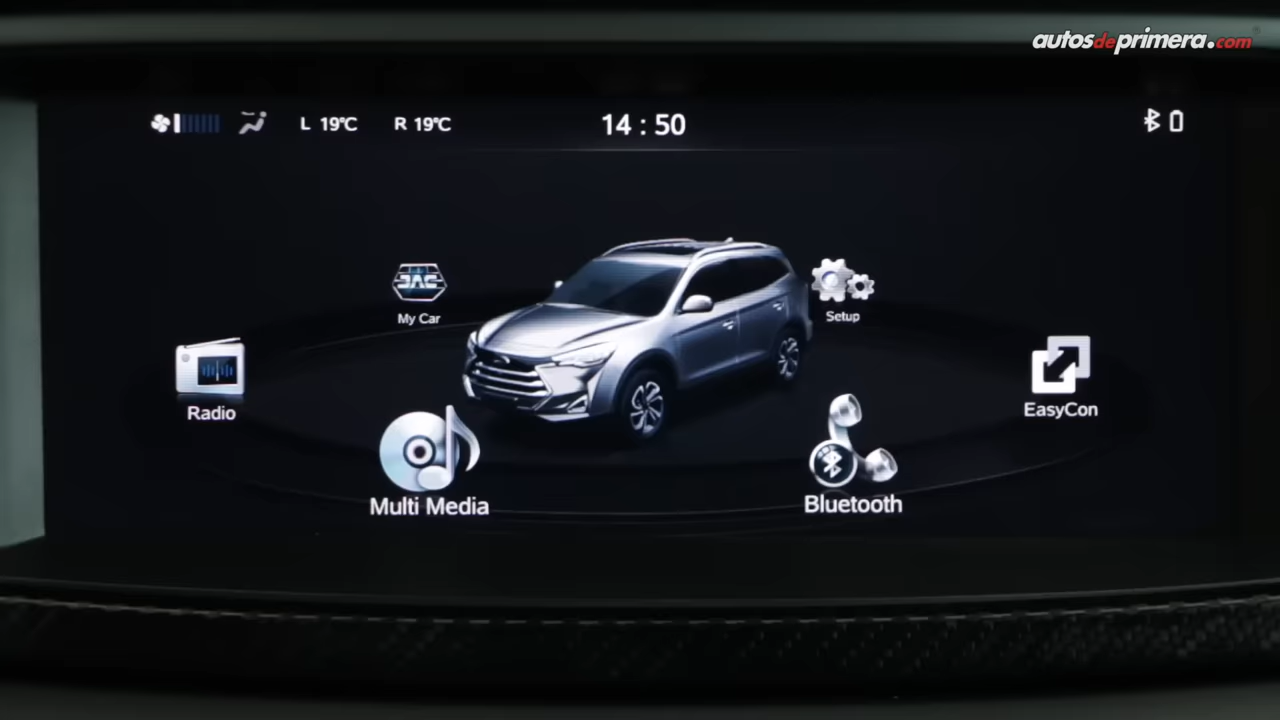 autosdeprimera.com
L 19°C
R 19°C
14 : 50
JAC
My Car
Setup
Radio
EasyCon
Multi Media
Bluetooth